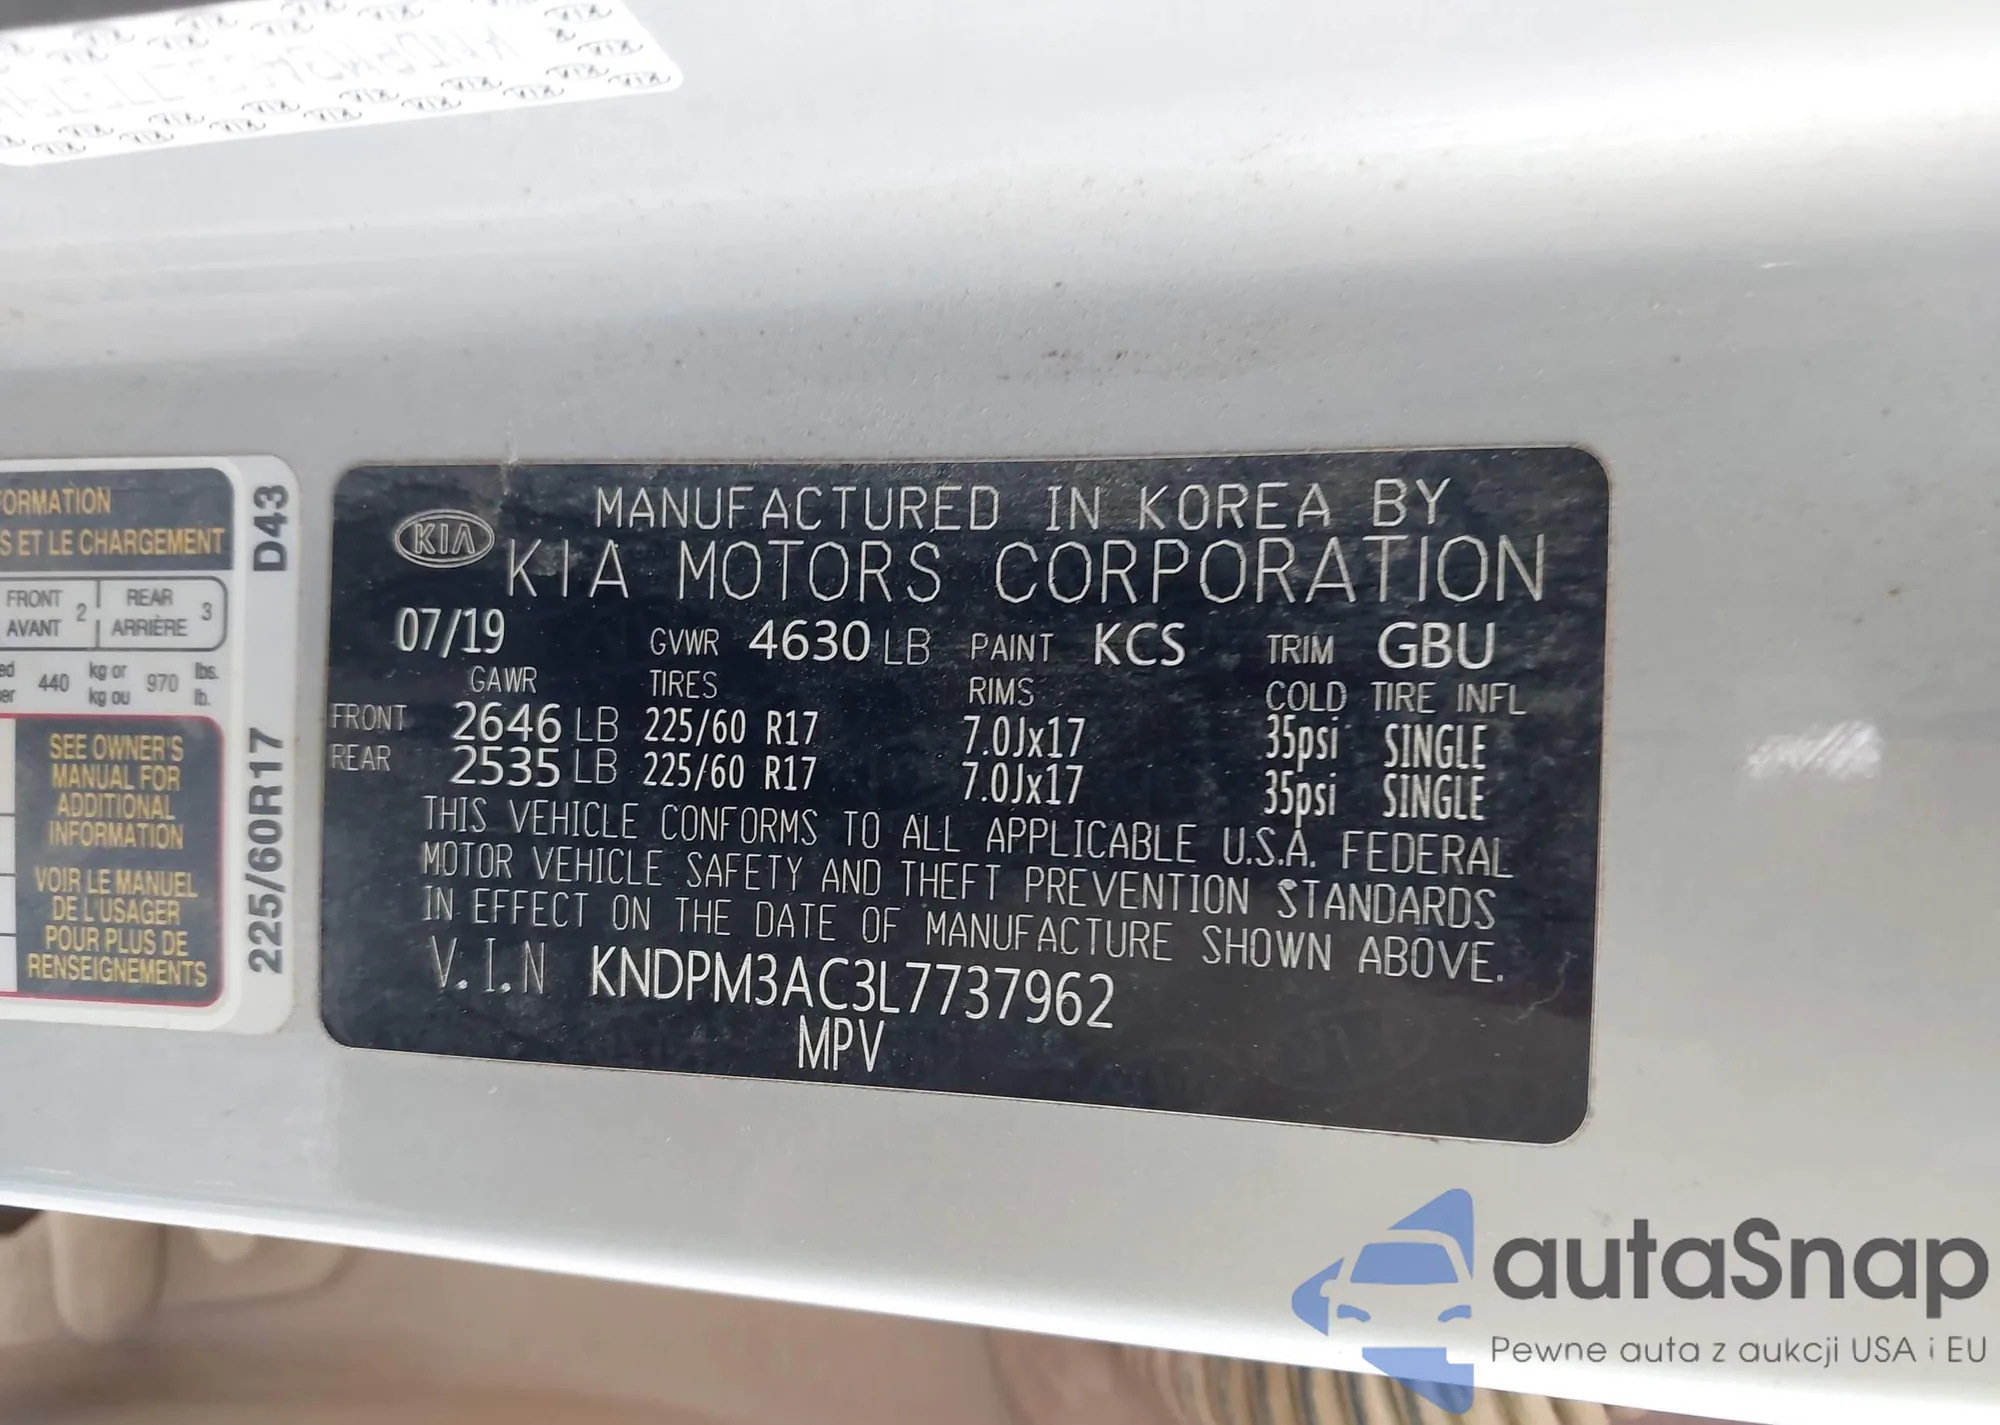 FORMATION
S ET LE CHARGEMENT
FRONT 2 REAR 3
AVANT ARRIÈRE
440 kg or 970 lbs.
kg ou lb.
SEE OWNER'S
MANUAL FOR
ADDITIONAL
INFORMATION
VOIR LE MANUEL
DE L'USAGER
POUR PLUS DE
RENSEIGNEMENTS
D43
225/60R17
KIA
MANUFACTURED IN KOREA BY
KIA MOTORS CORPORATION
07/19 GVWR 4630 LB PAINT KCS TRIM GBU
GAWR TIRES RIMS COLD TIRE INFL
FRONT 2646 LB 225/60 R17 7.0Jx17 35psi SINGLE
REAR 2535 LB 225/60 R17 7.0Jx17 35psi SINGLE
THIS VEHICLE CONFORMS TO ALL APPLICABLE U.S.A. FEDERAL
MOTOR VEHICLE SAFETY AND THEFT PREVENTION STANDARDS
IN EFFECT ON THE DATE OF MANUFACTURE SHOWN ABOVE.
V.I.N KNDPM3AC3L7737962
MPV
autaSnap
Pewne auta z aukcji USA i EU